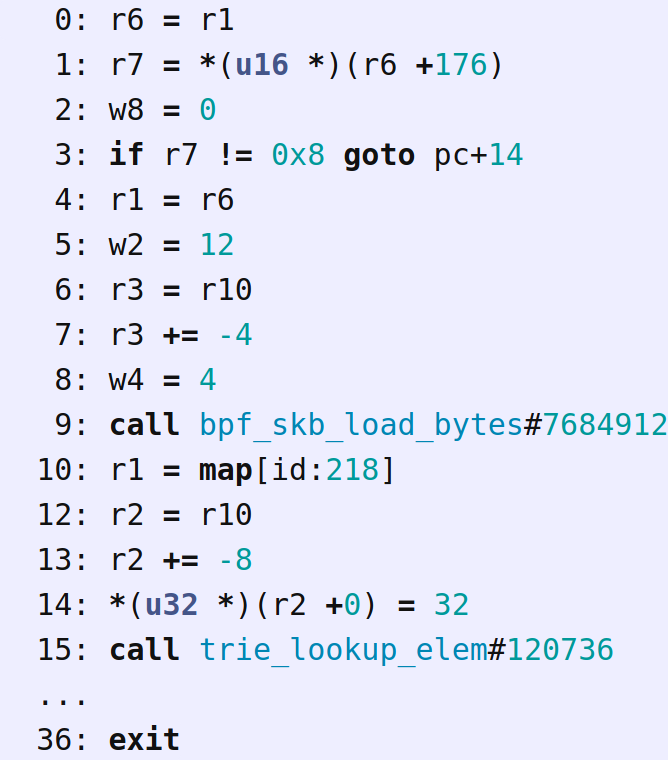 0: r6 = r1
1: r7 = *(u16 *)(r6 +176)
2: w8 = 0
3: if r7 != 0x8 goto pc+14
4: r1 = r6
5: w2 = 12
6: r3 = r10
7: r3 += -4
8: w4 = 4
9: call bpf_skb_load_bytes#7684912
10: r1 = map[id:218]
12: r2 = r10
13: r2 += -8
14: *(u32 *)(r2 +0) = 32
15: call trie_lookup_elem#120736
...
36: exit